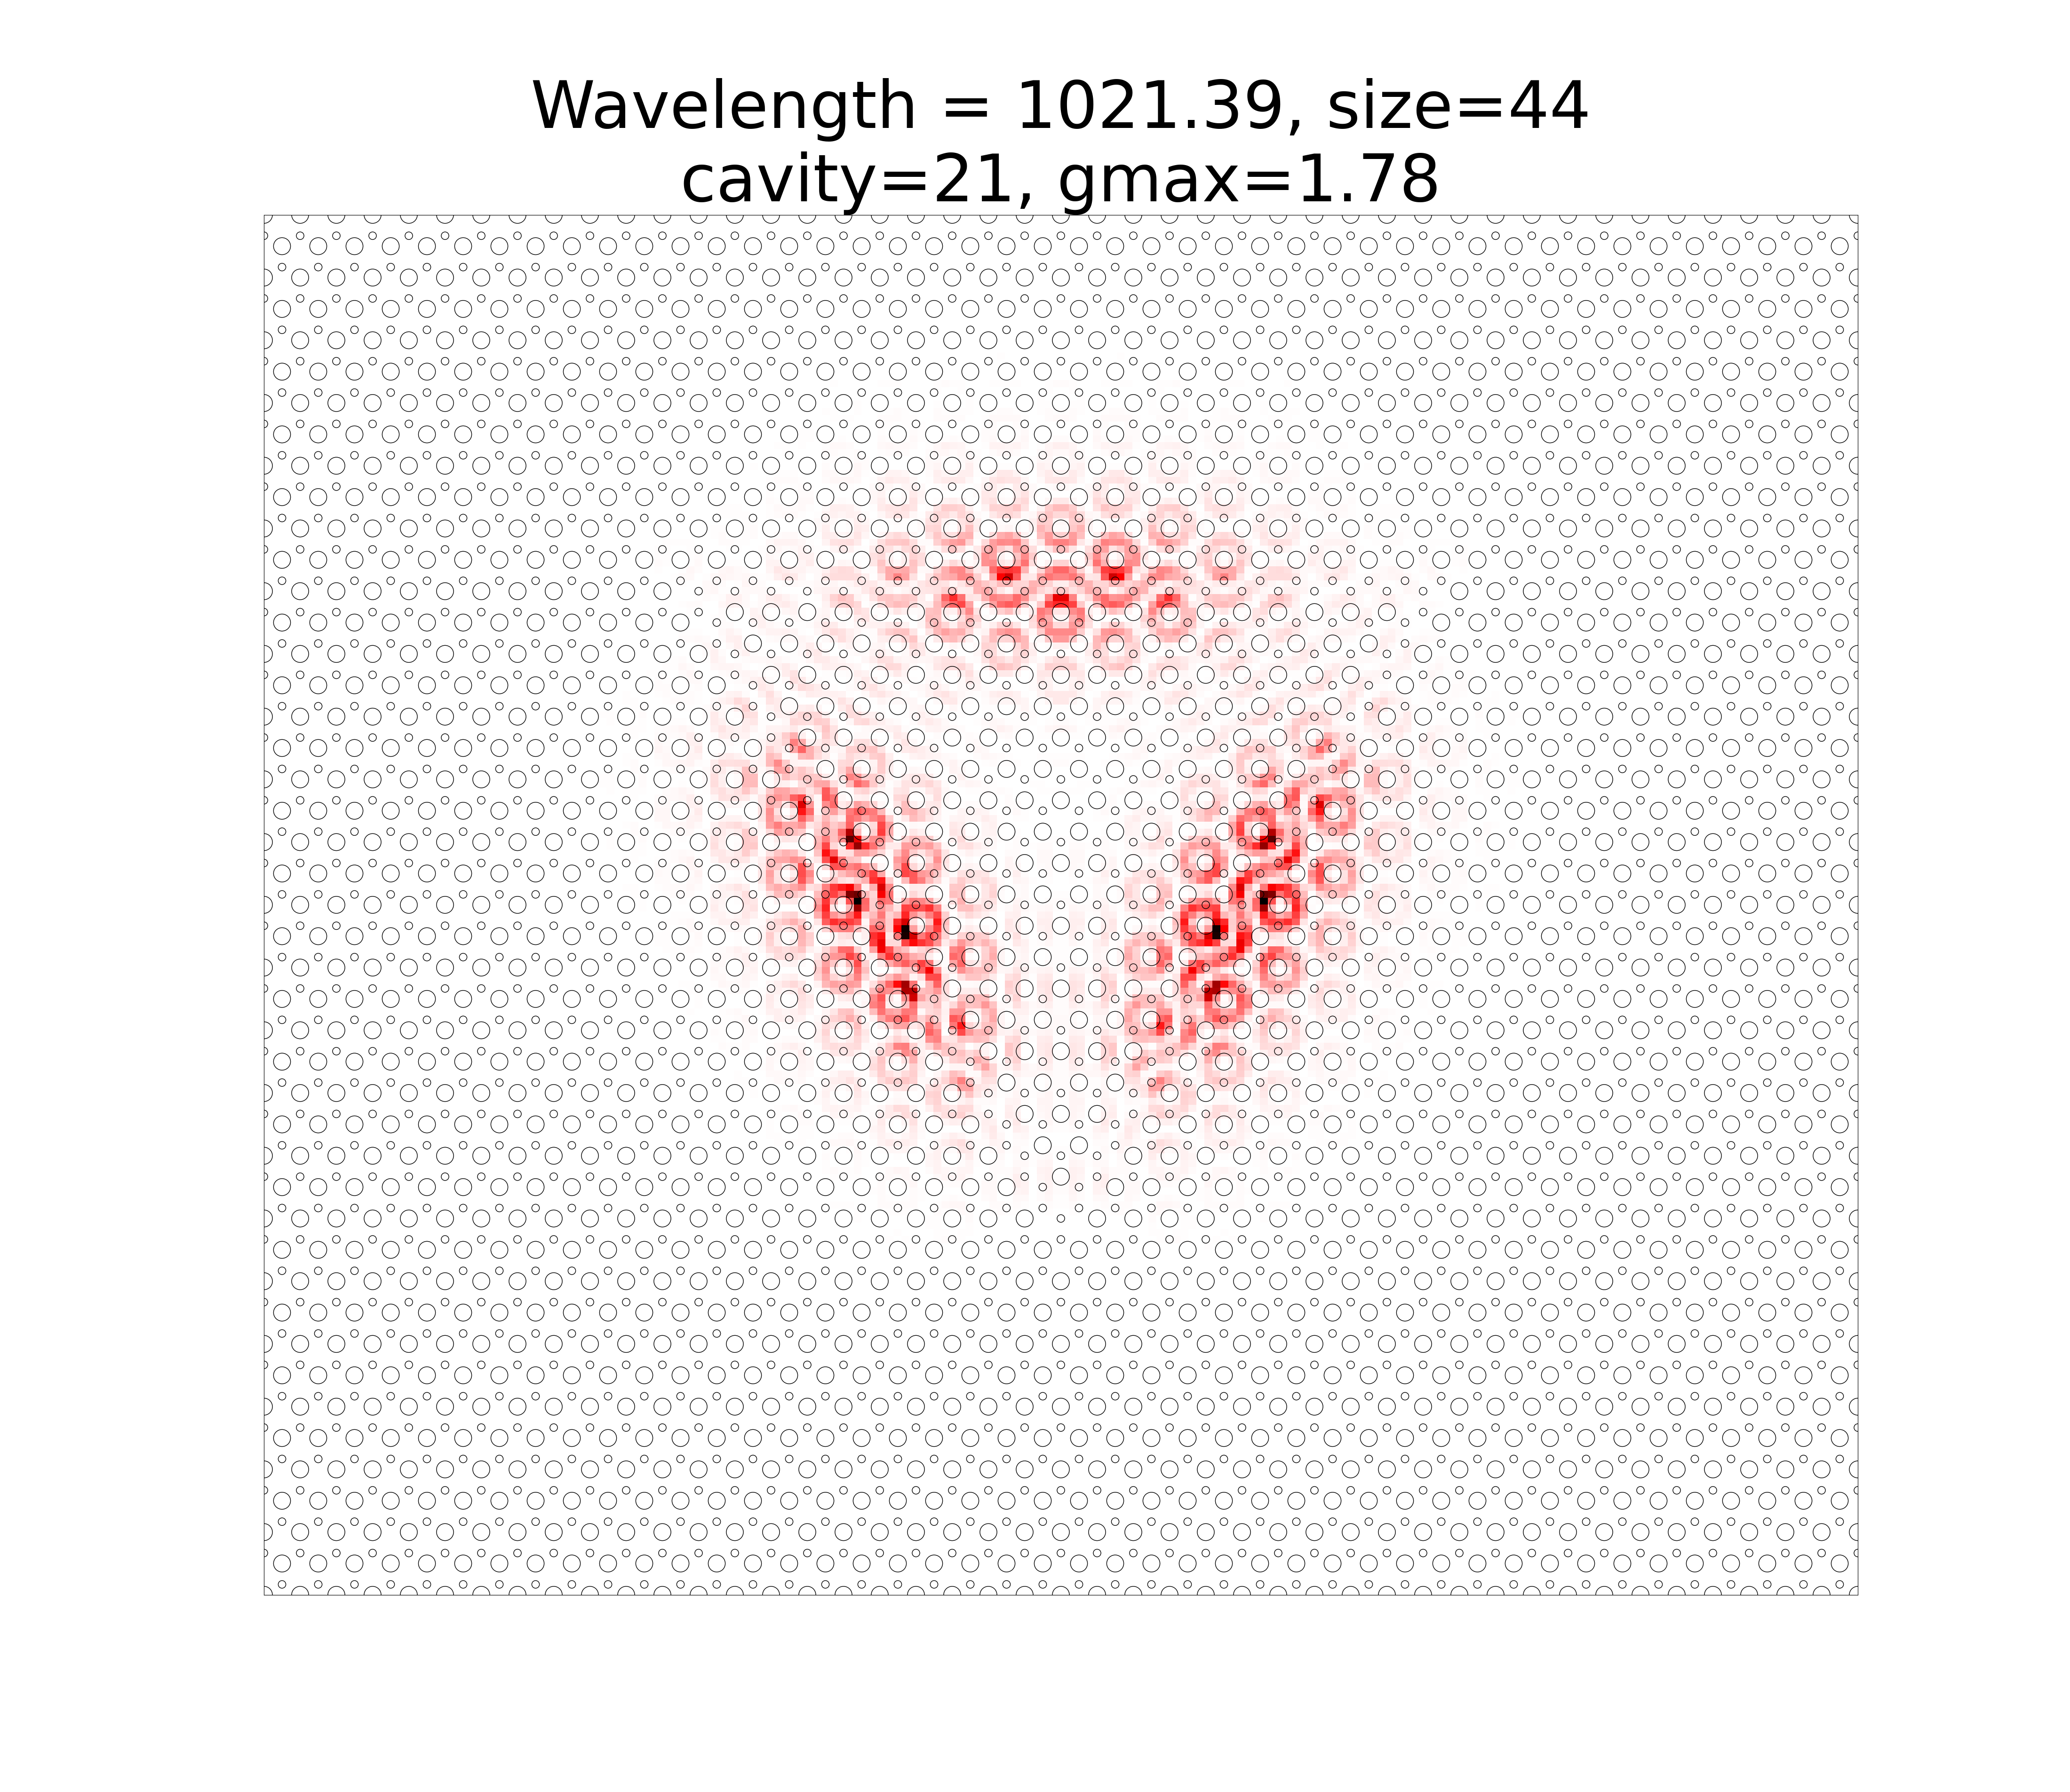 Wavelength = 1021.39, size=44
cavity=21, gmax=1.78